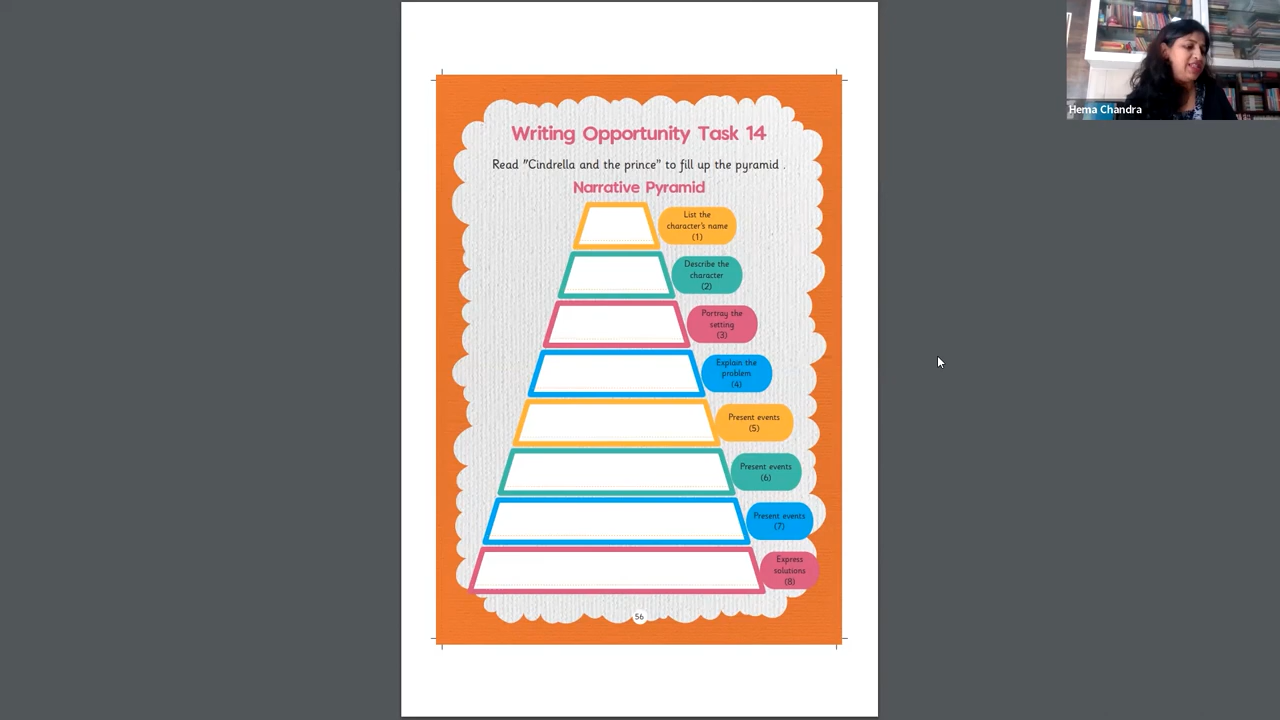 Hema Chandra
Writing Opportunity Task 14
Read "Cindrella and the prince" to fill up the pyramid .
Narrative Pyramid
List the
character's name
(1)
Describe the
character
(2)
Portray the
setting
(3)
Explain the
problem
(4)
Present events
(5)
Present events
(6)
Present events
(7)
Express
solutions
(8)
56